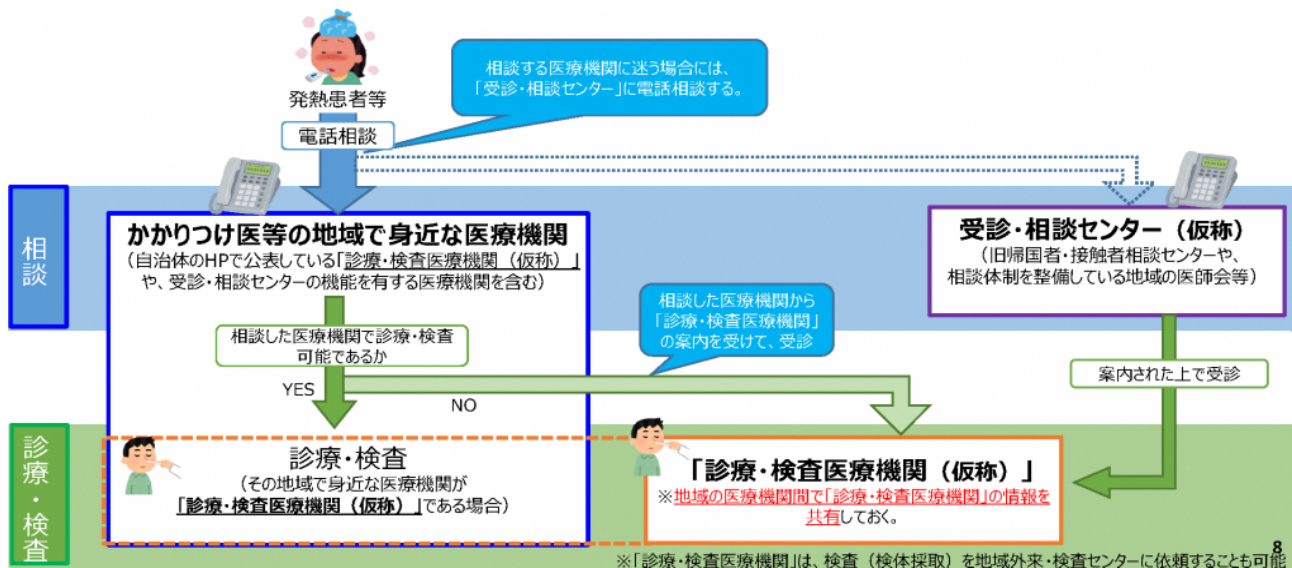 発熱患者等
相談する医療機関に迷う場合には、
「受診・相談センター」に電話相談する。
電話相談
相談
かかりつけ医等の地域で身近な医療機関
（自治体のHPで公表している「診療・検査医療機関（仮称）」
や、受診・相談センターの機能を有する医療機関を含む）
受診・相談センター（仮称）
（旧帰国者・接触者相談センターや、
相談体制を整備している地域の医師会等）
相談した医療機関で診療・検査
可能であるか
相談した医療機関から
「診療・検査医療機関」
の案内を受けて、受診
案内された上で受診
YES
NO
診療・検査
診療・検査
（その地域で身近な医療機関が
「診療・検査医療機関（仮称）」である場合）
「診療・検査医療機関（仮称）」
※地域の医療機関間で「診療・検査医療機関」の情報を
共有しておく。
※「診療・検査医療機関」は、検査（検体採取）を地域外来・検査センターに依頼することも可能
8